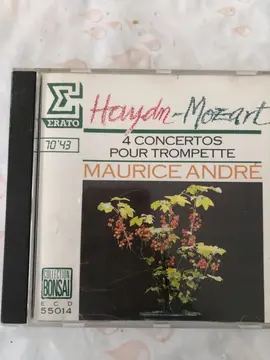 ERATO
Haydn-Mozart
70'43
4 CONCERTOS
POUR TROMPETTE
MAURICE ANDRÉ
COLLECTION
BONSAI
ECD
55014